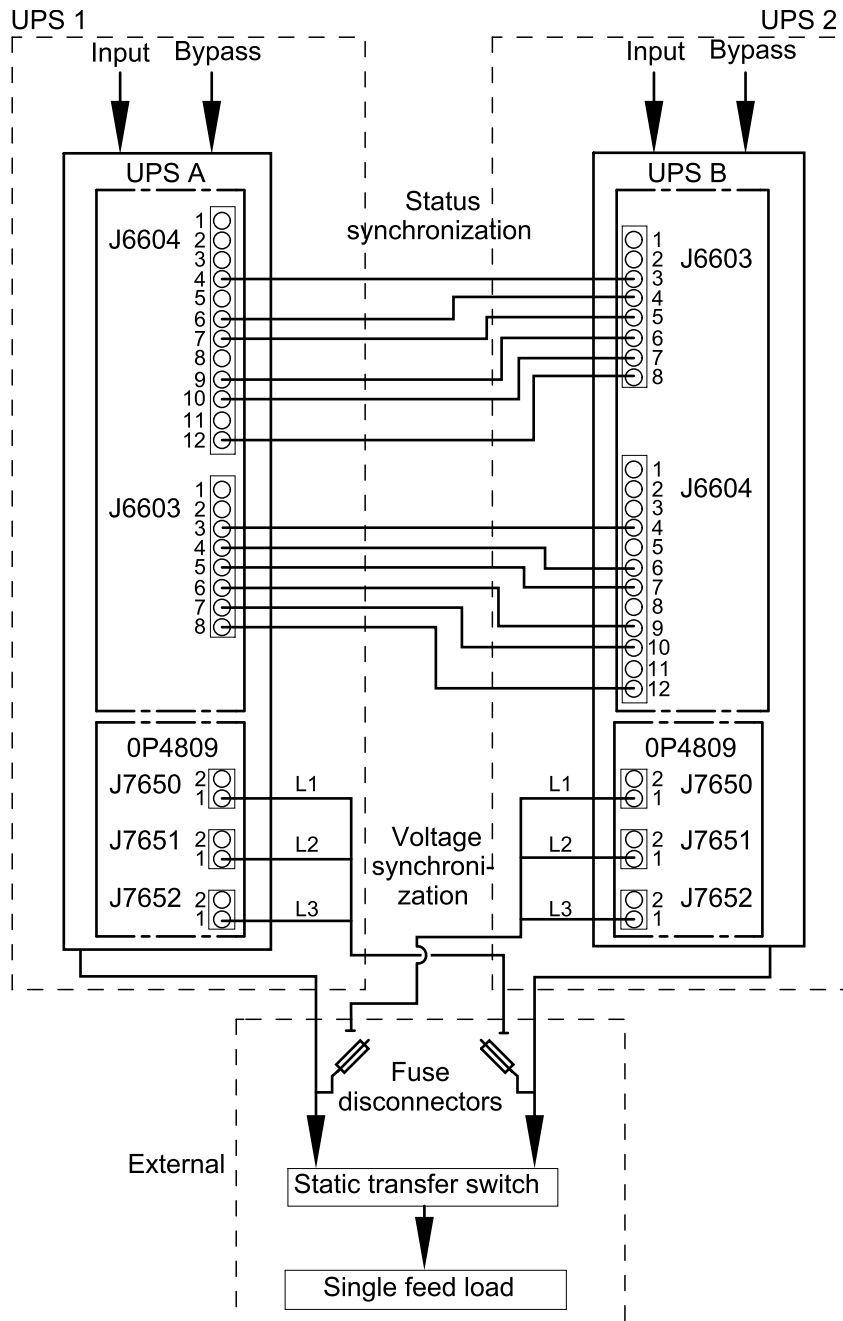 UPS 1
UPS 2
Input Bypass
Input Bypass
UPS A
UPS B
Status
synchronization
J6604
1
2
3
4
5
6
7
8
9
10
11
12
J6603
1
2
3
4
5
6
7
8
J6603
1
2
3
4
5
6
7
8
J6604
1
2
3
4
5
6
7
8
9
10
11
12
0P4809
J7650
2
1
L1
J7651
2
1
L2
J7652
2
1
L3
Voltage
synchroni-
zation
0P4809
L1
2
1
J7650
L2
2
1
J7651
L3
2
1
J7652
Fuse
disconnectors
External
Static transfer switch
Single feed load